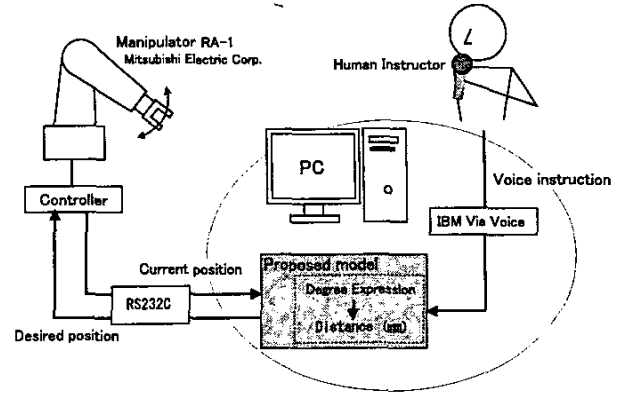 Manipulator RA-1
Mitsubishi Electric Corp.
Human Instructor
PC
Voice instruction
Controller
IBM Via Voice
Current position
Proposed model
Degree Expression
RS232C
Distance (mm)
Desired position